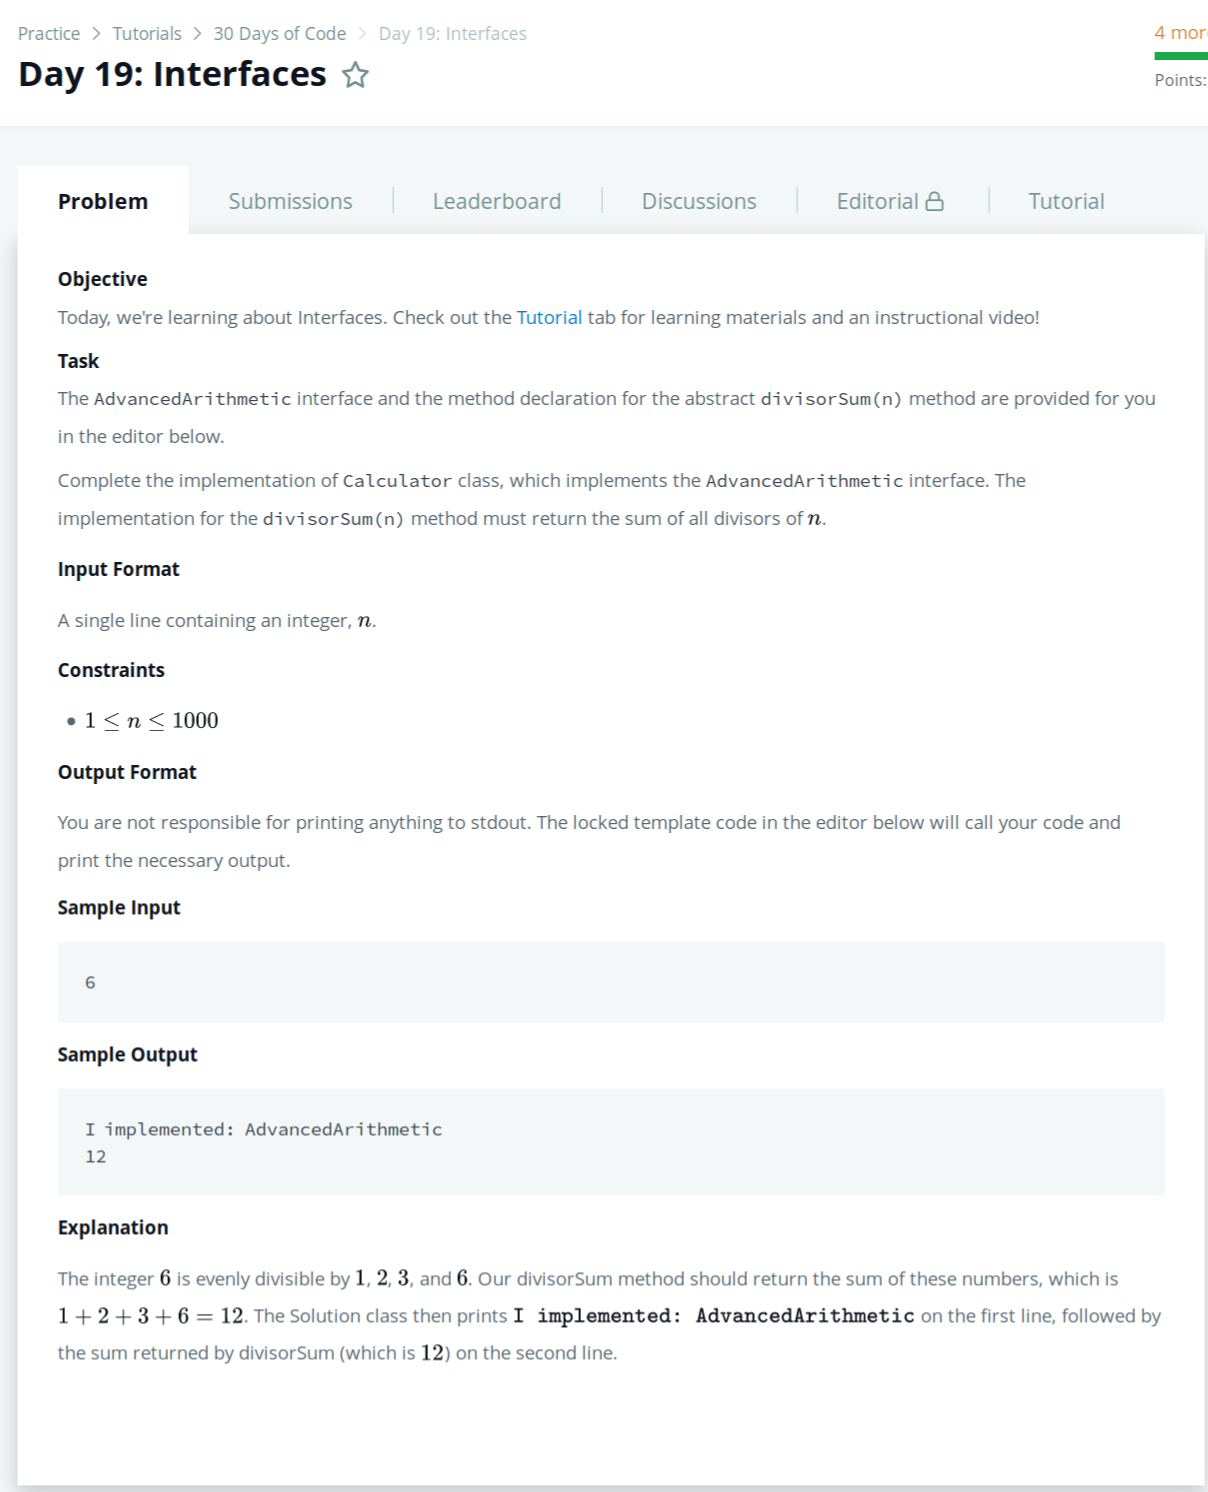 Practice > Tutorials > 30 Days of Code > Day 19: Interfaces
4 mor
Day 19: Interfaces
Points:
Problem
Submissions
Leaderboard
Discussions
Editorial
Tutorial
Objective
Today, we're learning about Interfaces. Check out the Tutorial tab for learning materials and an instructional video!
Task
The AdvancedArithmetic interface and the method declaration for the abstract divisorSum(n) method are provided for you
in the editor below.
Complete the implementation of Calculator class, which implements the AdvancedArithmetic interface. The
implementation for the divisorSum(n) method must return the sum of all divisors of n.
Input Format
A single line containing an integer, n.
Constraints
• 1 ≤ n ≤ 1000
Output Format
You are not responsible for printing anything to stdout. The locked template code in the editor below will call your code and
print the necessary output.
Sample Input
6
Sample Output
I implemented: AdvancedArithmetic
12
Explanation
The integer 6 is evenly divisible by 1, 2, 3, and 6. Our divisorSum method should return the sum of these numbers, which is
1 + 2 + 3 + 6 = 12. The Solution class then prints I implemented: AdvancedArithmetic on the first line, followed by
the sum returned by divisorSum (which is 12) on the second line.